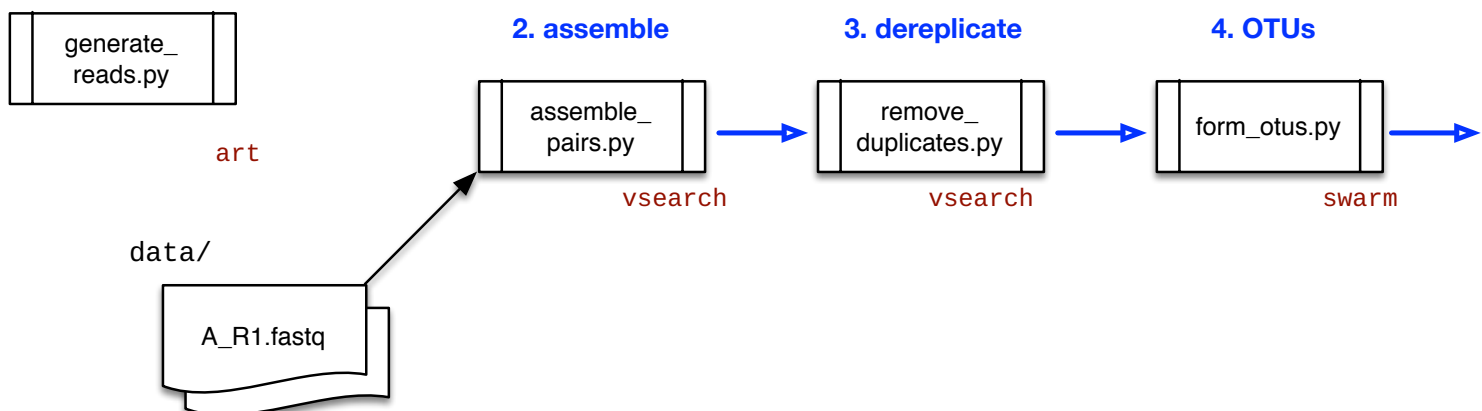 generate_
reads.py
art
2. assemble
assemble_
pairs.py
vsearch
3. dereplicate
remove_
duplicates.py
vsearch
4. OTUs
form_otus.py
swarm
data/
A_R1.fastq